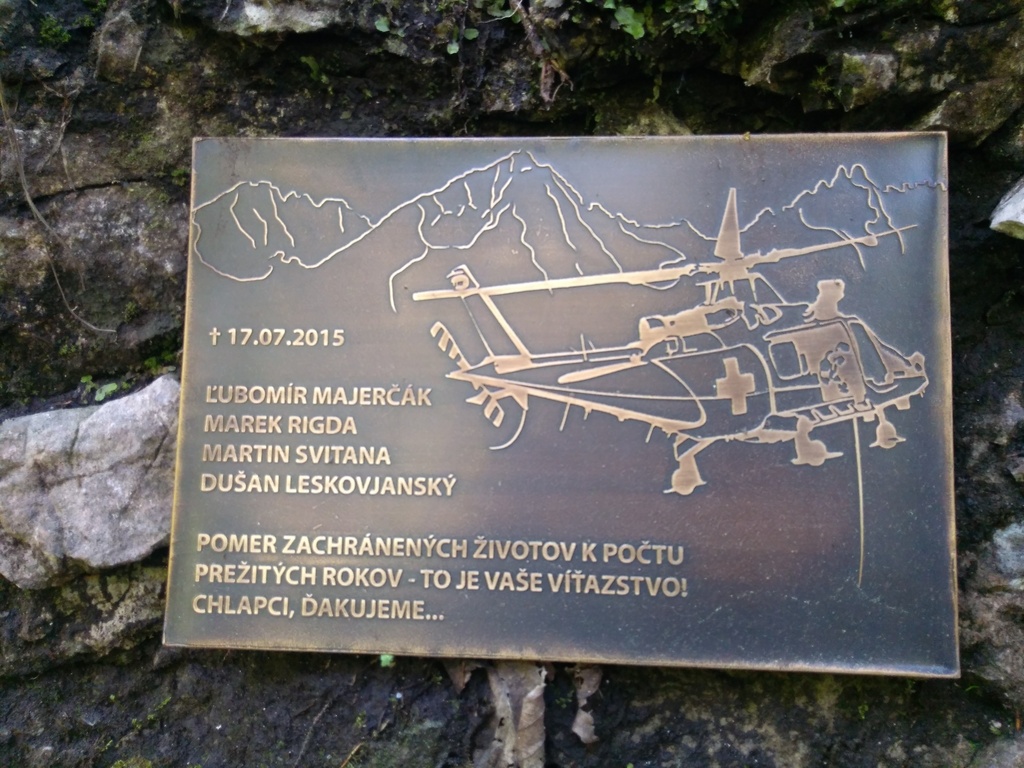 † 17.07.2015
ĽUBOMÍR MAJERČÁK
MAREK RIGDA
MARTIN SVITANA
DUŠAN LESKOVJANSKÝ
POMER ZACHRÁNENÝCH ŽIVOTOV K POČTU
PREŽITÝCH ROKOV - TO JE VAŠE VÍŤAZSTVO!
CHLAPCI, ĎAKUJEME...